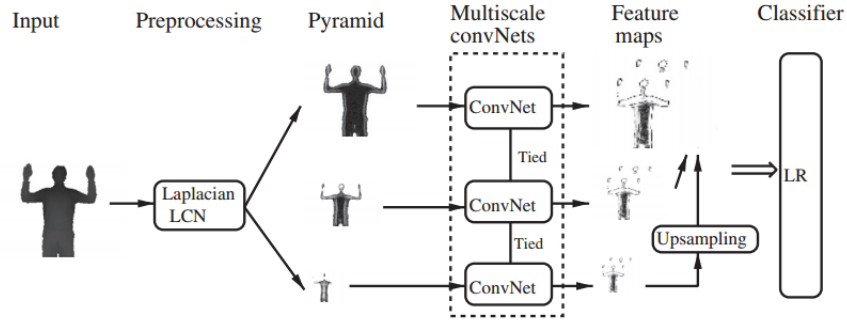 Input
Preprocessing
Pyramid
Multiscale
convNets
Feature
maps
Classifier
Laplacian
LCN
ConvNet
Tied
ConvNet
Tied
ConvNet
Upsampling
LR